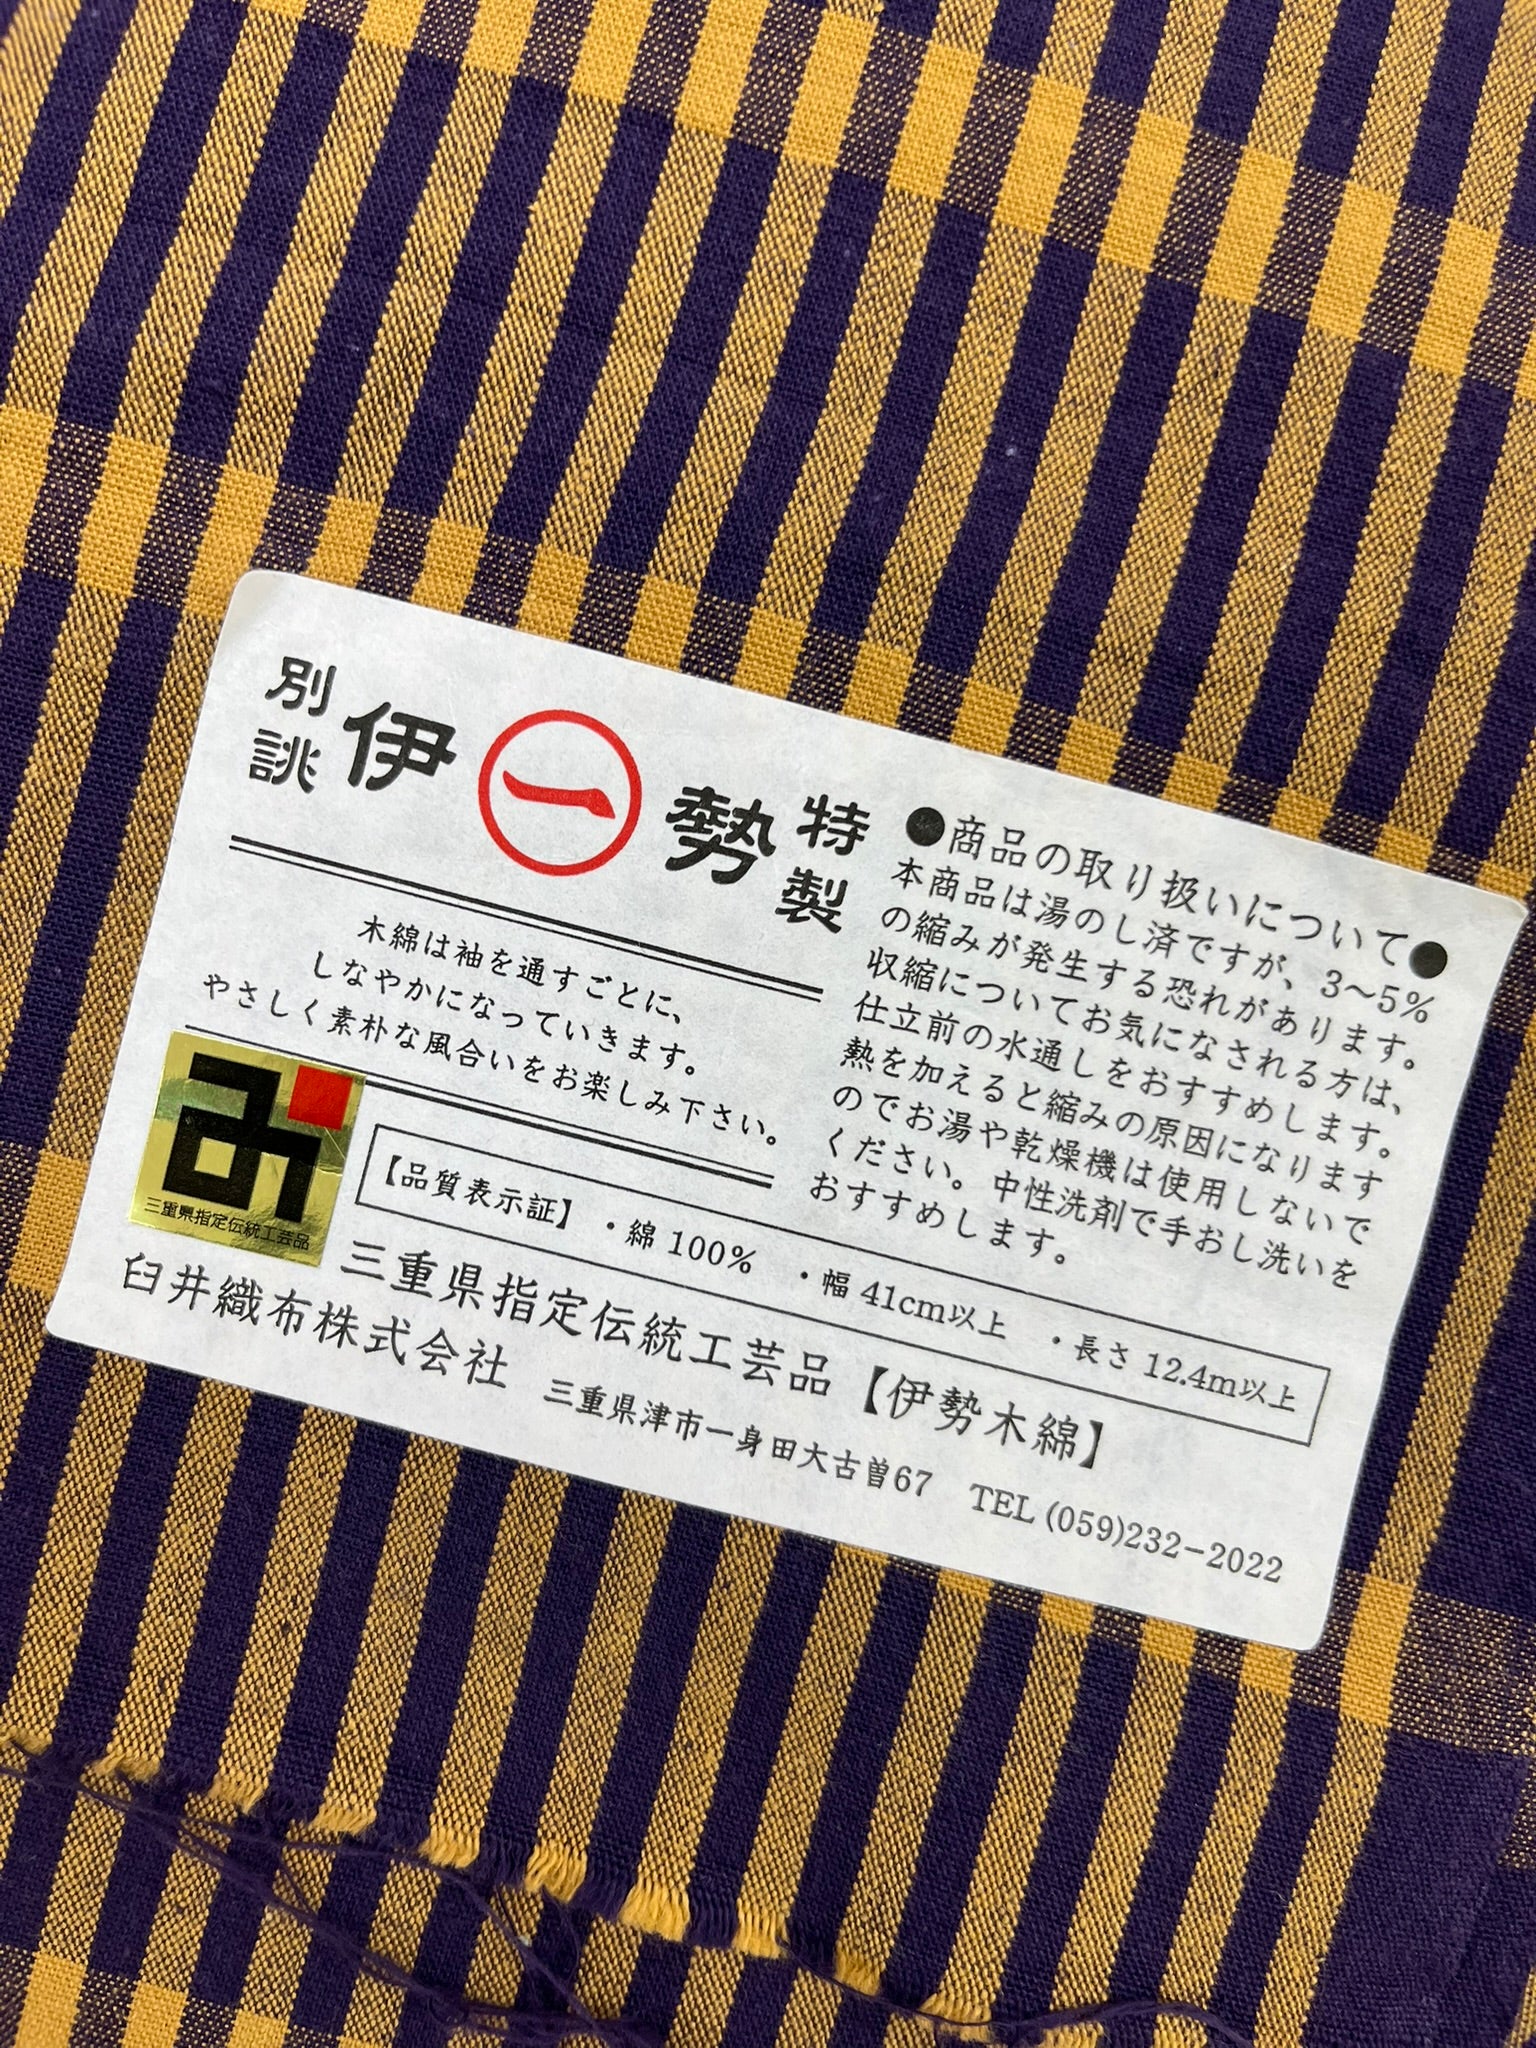 別誂
伊
一
勢
特製
木綿は袖を通すごとに、
しなやかになっていきます。
やさしく素朴な風合いをお楽しみ下さい。
●商品の取り扱いについて●
本商品は湯のし済ですが、3～5%
の縮みが発生する恐れがあります。
収縮についてお気になされる方は、
仕立前の水通しをおすすめします。
熱を加えると縮みの原因になります
のでお湯や乾燥機は使用しないで
ください。中性洗剤で手おし洗いを
おすすめします。
三重県指定伝統工芸品
【品質表示証】 ・綿 100% ・幅 41cm以上 ・長さ 12.4m以上
三重県指定伝統工芸品【伊勢木綿】
臼井織布株式会社 三重県津市一身田大古曽67 TEL (059)232-2022